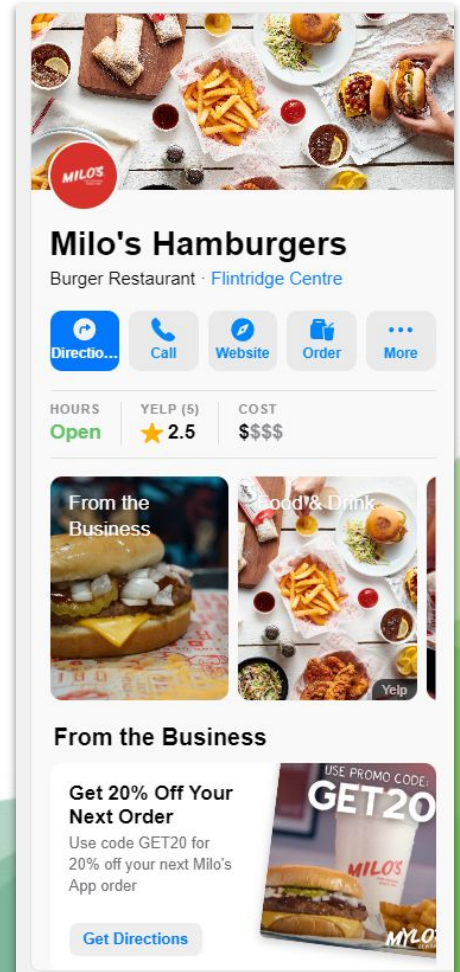 MILO'S
Milo's Hamburgers
Burger Restaurant · Flintridge Centre
Directio... Call Website Order More
HOURS YELP (5) COST
Open 2.5 $$$$
From the Food & Drink
Business
Yelp
From the Business
Get 20% Off Your
Next Order
Use code GET20 for
20% off your next Milo's
App order
Get Directions
USE PROMO CODE:
GET20
MILO'S
MYLO